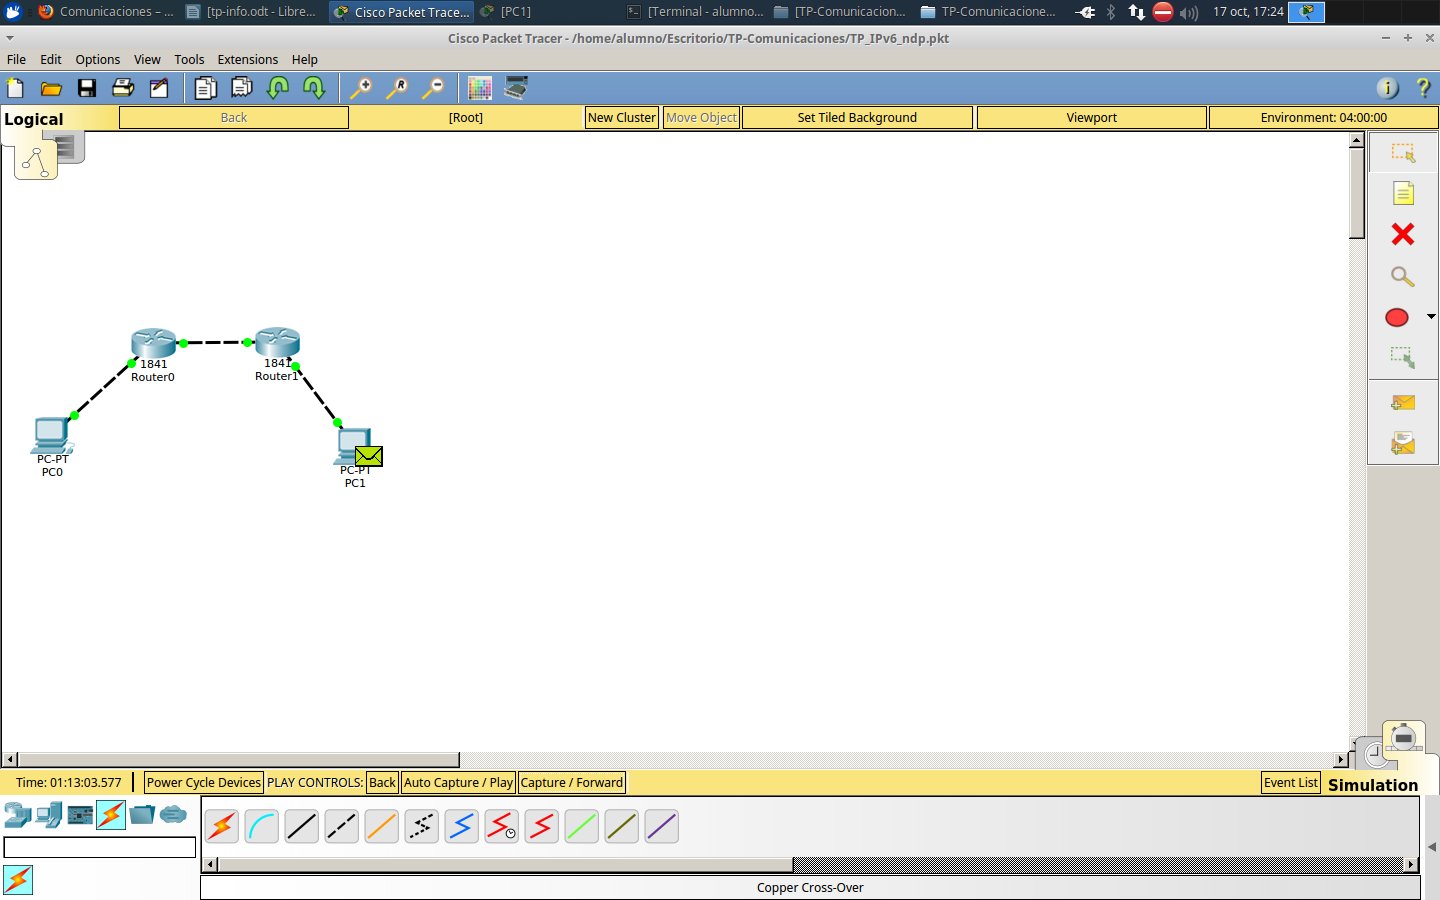 Comunicaciones – ...
[tp-info.odt - Libre...
Cisco Packet Trace...
[PC1]
[Terminal - alumno...
[TP-Comunicacion...
TP-Comunicacione...
17 oct, 17:24
Cisco Packet Tracer - /home/alumno/Escritorio/TP-Comunicaciones/TP_IPv6_ndp.pkt
File Edit Options View Tools Extensions Help
Logical
Back
[Root]
New Cluster
Move Object
Set Tiled Background
Viewport
Environment: 04:00:00
1841
Router0
1841
Router1
PC-PT
PC0
PC-PT
PC1
Time: 01:13:03.577
Power Cycle Devices
PLAY CONTROLS:
Back
Auto Capture / Play
Capture / Forward
Event List
Simulation
Copper Cross-Over